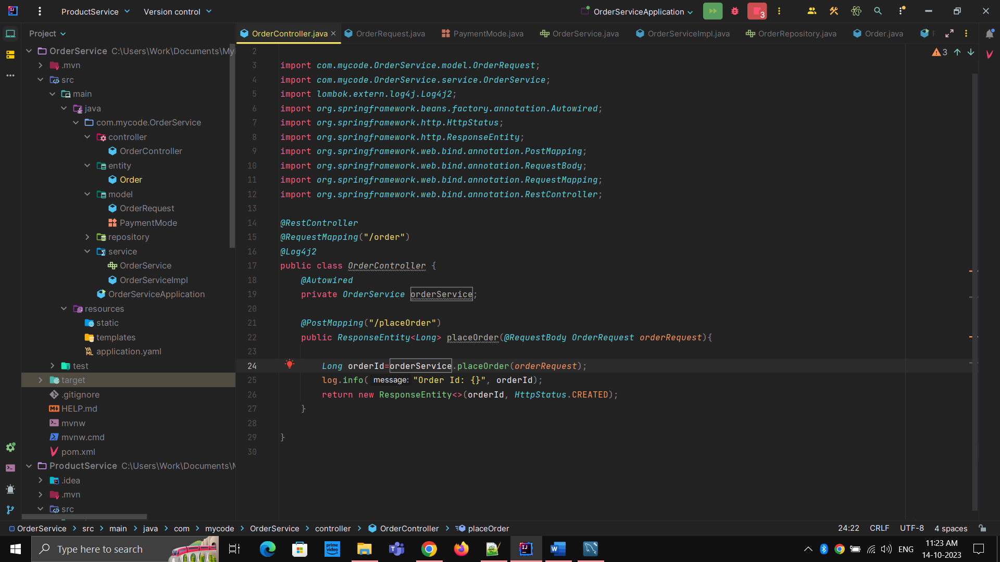 ProductService Version control OrderServiceApplication 3
Project
OrderController.java OrderRequest.java PaymentMode.java OrderService.java OrderServiceImpl.java OrderRepository.java Order.java
OrderService C:\Users\Work\Documents\My
.mvn
src
main
java
com.mycode.OrderService
controller
OrderController
entity
Order
model
OrderRequest
PaymentMode
repository
service
OrderService
OrderServiceImpl
OrderServiceApplication
resources
static
templates
application.yaml
test
target
.gitignore
HELP.md
mvnw
mvnw.cmd
pom.xml
ProductService C:\Users\Work\Documents\M
.idea
.mvn
src
3
2
3 import com.mycode.OrderService.model.OrderRequest;
4 import com.mycode.OrderService.service.OrderService;
5 import lombok.extern.log4j.Log4j2;
6 import org.springframework.beans.factory.annotation.Autowired;
7 import org.springframework.http.HttpStatus;
8 import org.springframework.http.ResponseEntity;
9 import org.springframework.web.bind.annotation.PostMapping;
10 import org.springframework.web.bind.annotation.RequestBody;
11 import org.springframework.web.bind.annotation.RequestMapping;
12 import org.springframework.web.bind.annotation.RestController;
13
14 @RestController
15 @RequestMapping("/order")
16 @Log4j2
17 public class OrderController {
18 @Autowired
19 private OrderService orderService;
20
21 @PostMapping("/placeOrder")
22 public ResponseEntity<Long> placeOrder(@RequestBody OrderRequest orderRequest){
23
24 Long orderId=orderService.placeOrder(orderRequest);
25 log.info( message: "Order Id: {}", orderId);
26 return new ResponseEntity<>(orderId, HttpStatus.CREATED);
27 }
28
29 }
30
OrderService > src > main > java > com > mycode > OrderService > controller > OrderController > placeOrder 24:22 CRLF UTF-8 4 spaces
Type here to search
prime video
ENG
11:23 AM
14-10-2023